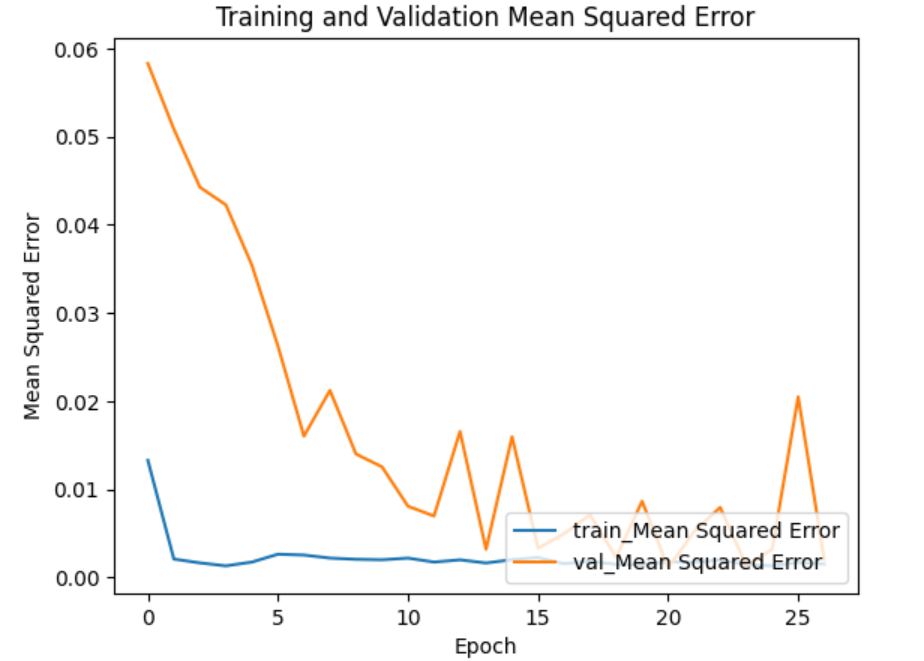 Training and Validation Mean Squared Error
0.06
0.05
0.04
0.03
0.02
0.01
0.00
Mean Squared Error
train_Mean Squared Error
val_Mean Squared Error
0 5 10 15 20 25
Epoch